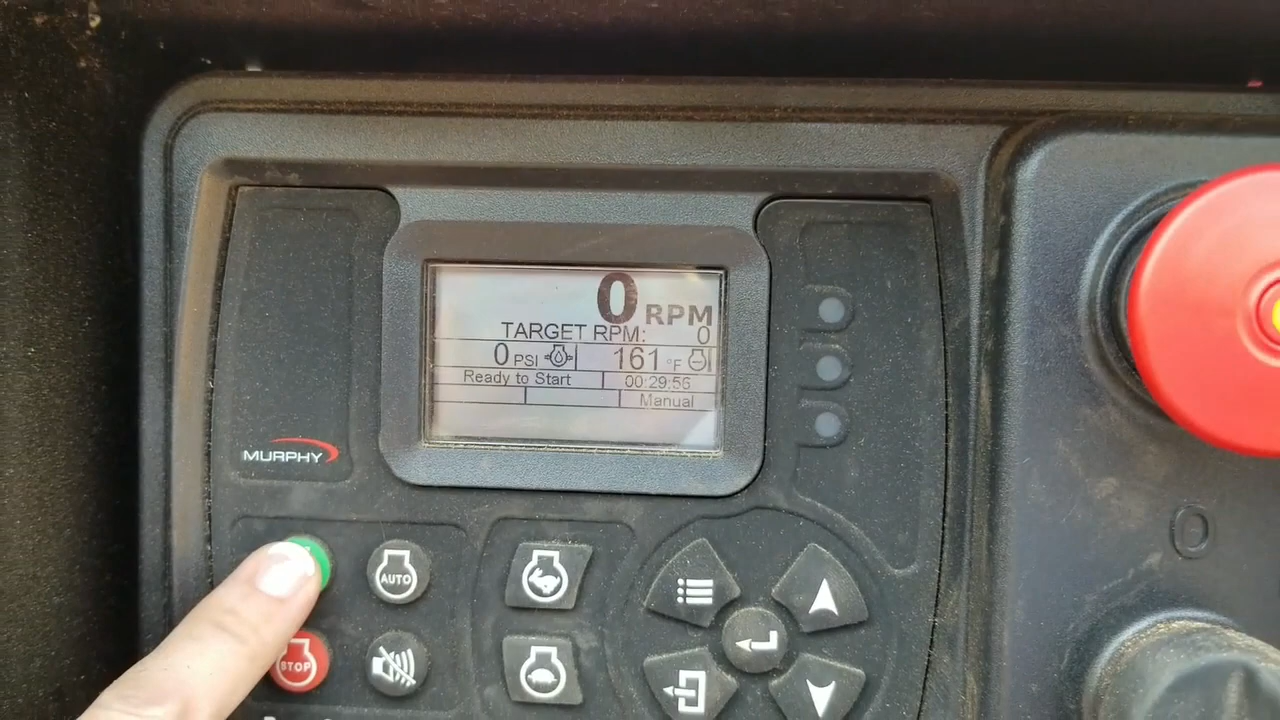 0 RPM
TARGET RPM: 0
0 PSI 161 °F
Ready to Start 00:29:56
Manual
MURPHY
AUTO
STOP
O